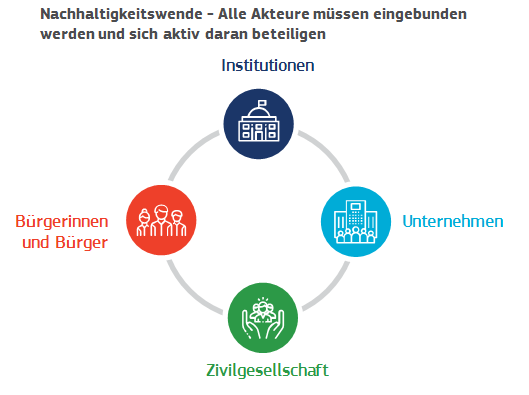 Nachhaltigkeitswende - Alle Akteure müssen eingebunden
werden und sich aktiv daran beteiligen
Institutionen
Bürgerinnen
und Bürger
Unternehmen
Zivilgesellschaft